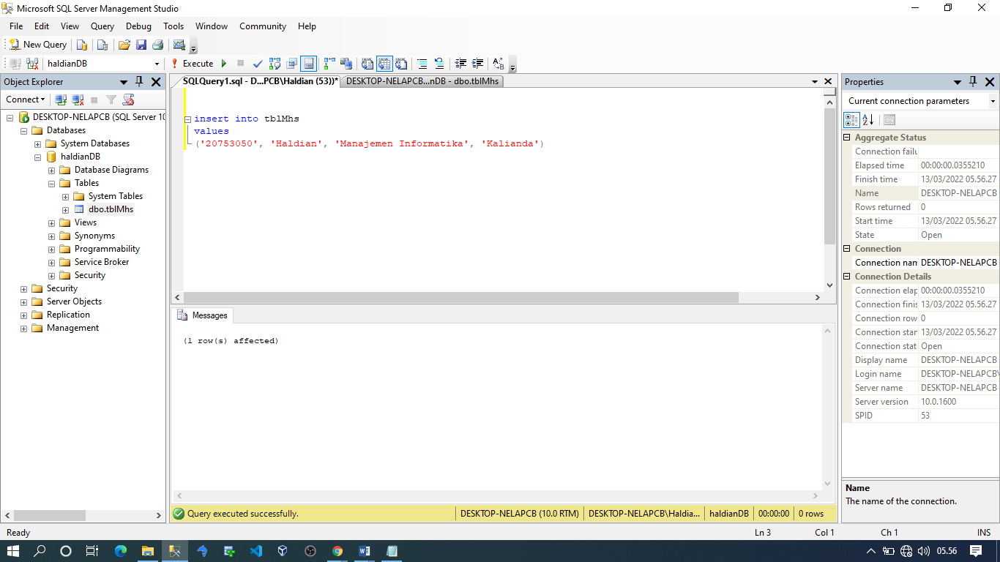 Microsoft SQL Server Management Studio
File Edit View Query Debug Tools Window Community Help
New Query
haldianDB Execute
Object Explorer
Connect
DESKTOP-NELAPCB (SQL Server 10
Databases
System Databases
haldianDB
Database Diagrams
Tables
System Tables
dbo.tblMhs
Views
Synonyms
Programmability
Service Broker
Security
Security
Server Objects
Replication
Management
SQLQuery1.sql - D...PCB\Haldian (53))* DESKTOP-NELAPCB...nDB - dbo.tblMhs
insert into tblMhs
values
('20753050', 'Haldian', 'Manajemen Informatika', 'Kalianda')
Messages
(1 row(s) affected)
Query executed successfully. DESKTOP-NELAPCB (10.0 RTM) DESKTOP-NELAPCB\Haldia... haldianDB 00:00:00 0 rows
Properties
Current connection parameters
Aggregate Status
Connection failu
Elapsed time 00:00:00.0355210
Finish time 13/03/2022 05.56.27
Name DESKTOP-NELAPCB
Rows returned 0
Start time 13/03/2022 05.56.27
State Open
Connection
Connection nam DESKTOP-NELAPCB
Connection Details
Connection elap 00:00:00.0355210
Connection finis 13/03/2022 05.56.27
Connection row 0
Connection star 13/03/2022 05.56.27
Connection stat Open
Display name DESKTOP-NELAPCB
Login name DESKTOP-NELAPCB\
Server name DESKTOP-NELAPCB
Server version 10.0.1600
SPID 53
Name
The name of the connection.
Ready Ln 3 Col 1 Ch 1 INS
05.56